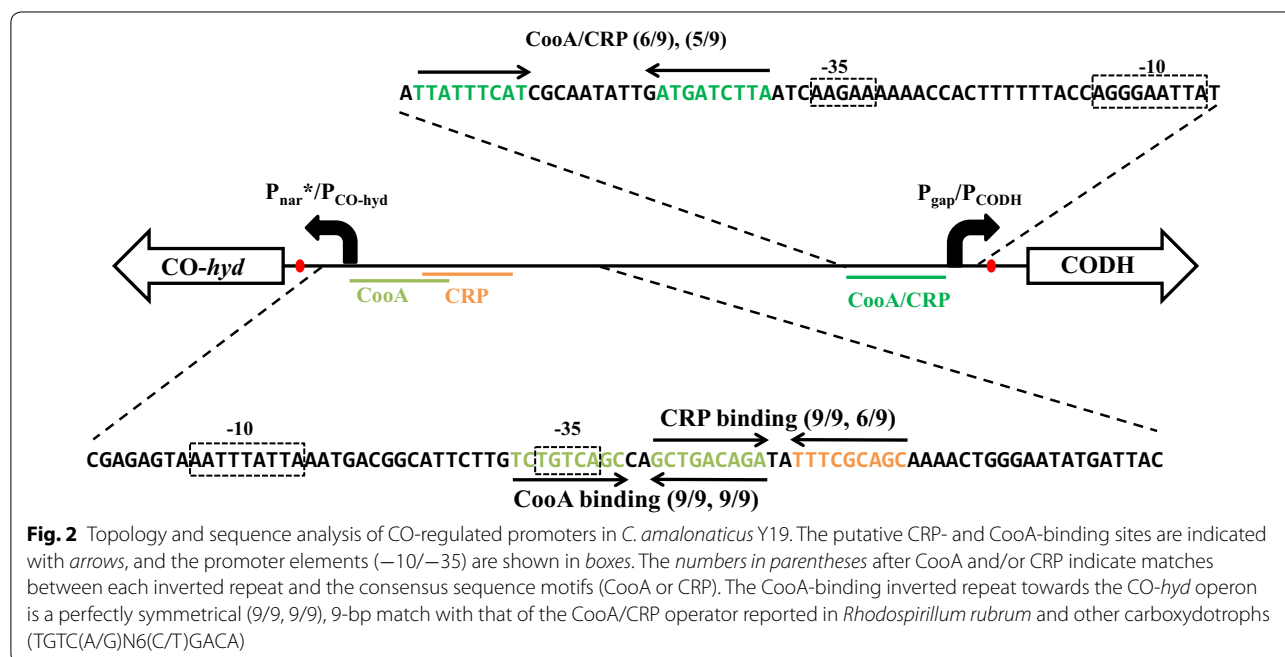 CooA/CRP (6/9), (5/9)
-35 -10
ATTATTTCATCGCAATATTGATGATCTTAATCAAGAAAAAACCACTTTTTTACCAGGGAATTAT
Pnar*/PCO-hyd Pgap/PCODH
CO-hyd CODH
CooA CRP CooA/CRP
CRP binding (9/9, 6/9)
-10 -35
CGAGAGTAAATTTATTAAATGACGGCATTCTTGTCTGTCAGCCAGCTGACAGATATTTCGCAGCAAAACTGGGAATATGATTAC
CooA binding (9/9, 9/9)
Fig. 2 Topology and sequence analysis of CO-regulated promoters in C. amalonaticus Y19. The putative CRP- and CooA-binding sites are indicated
with arrows, and the promoter elements (−10/−35) are shown in boxes. The numbers in parentheses after CooA and/or CRP indicate matches
between each inverted repeat and the consensus sequence motifs (CooA or CRP). The CooA-binding inverted repeat towards the CO-hyd operon
is a perfectly symmetrical (9/9, 9/9), 9-bp match with that of the CooA/CRP operator reported in Rhodospirillum rubrum and other carboxydotrophs
(TGTC(A/G)N6(C/T)GACA)